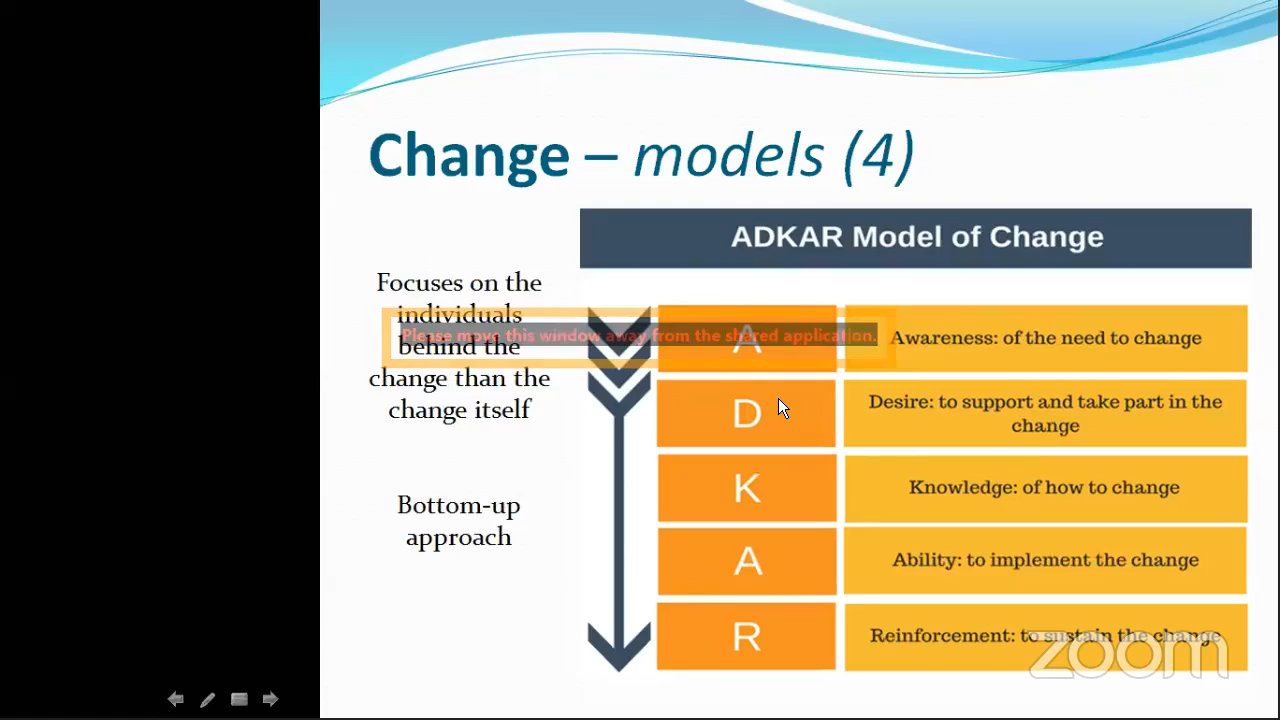 Change – models (4)
ADKAR Model of Change
Focuses on the
individuals
behind the
change than the
change itself
Bottom-up
approach
Please move this window away from the shared application.
A
Awareness: of the need to change
D
Desire: to support and take part in the
change
K
Knowledge: of how to change
A
Ability: to implement the change
R
Reinforcement: to sustain the change
zoom